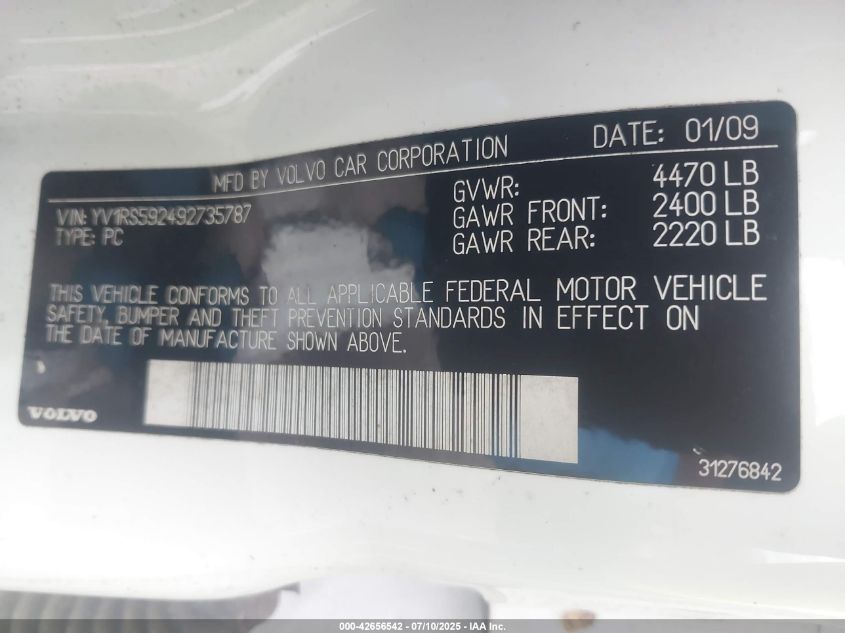 MFD BY VOLVO CAR CORPORATION DATE: 01/09
VIN: YV1RS592492735787 GVWR: 4470 LB
TYPE: PC GAWR FRONT: 2400 LB
GAWR REAR: 2220 LB
THIS VEHICLE CONFORMS TO ALL APPLICABLE FEDERAL MOTOR VEHICLE
SAFETY, BUMPER AND THEFT PREVENTION STANDARDS IN EFFECT ON
THE DATE OF MANUFACTURE SHOWN ABOVE.
VOLVO
31276842
000-42656542 / 07/10/2025 / IAA Inc.